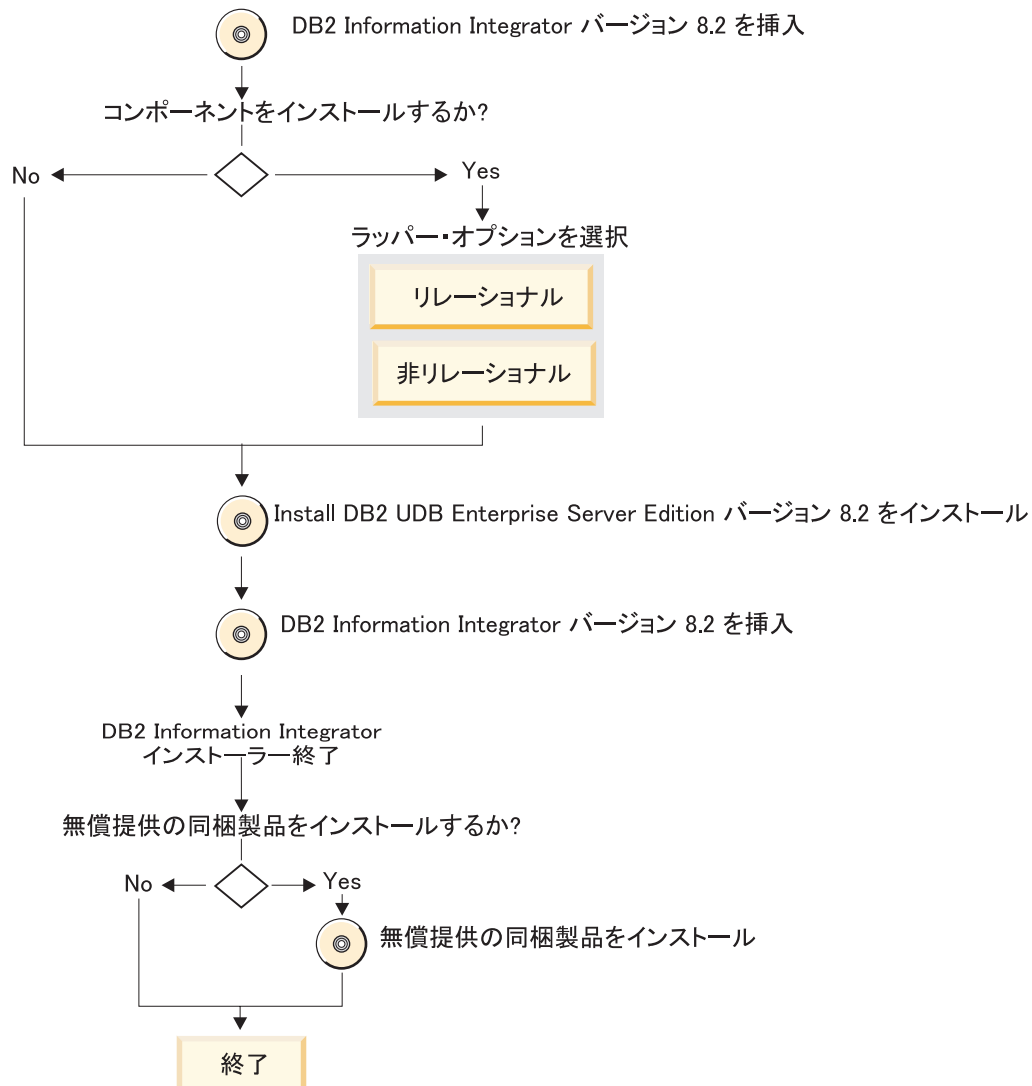 DB2 Information Integrator バージョン 8.2 を挿入
コンポーネントをインストールするか?
No
Yes
ラッパー・オプションを選択
リレーショナル
非リレーショナル
Install DB2 UDB Enterprise Server Edition バージョン 8.2 をインストール
DB2 Information Integrator バージョン 8.2 を挿入
DB2 Information Integrator
インストーラー終了
無償提供の同梱製品をインストールするか?
No
Yes
無償提供の同梱製品をインストール
終了